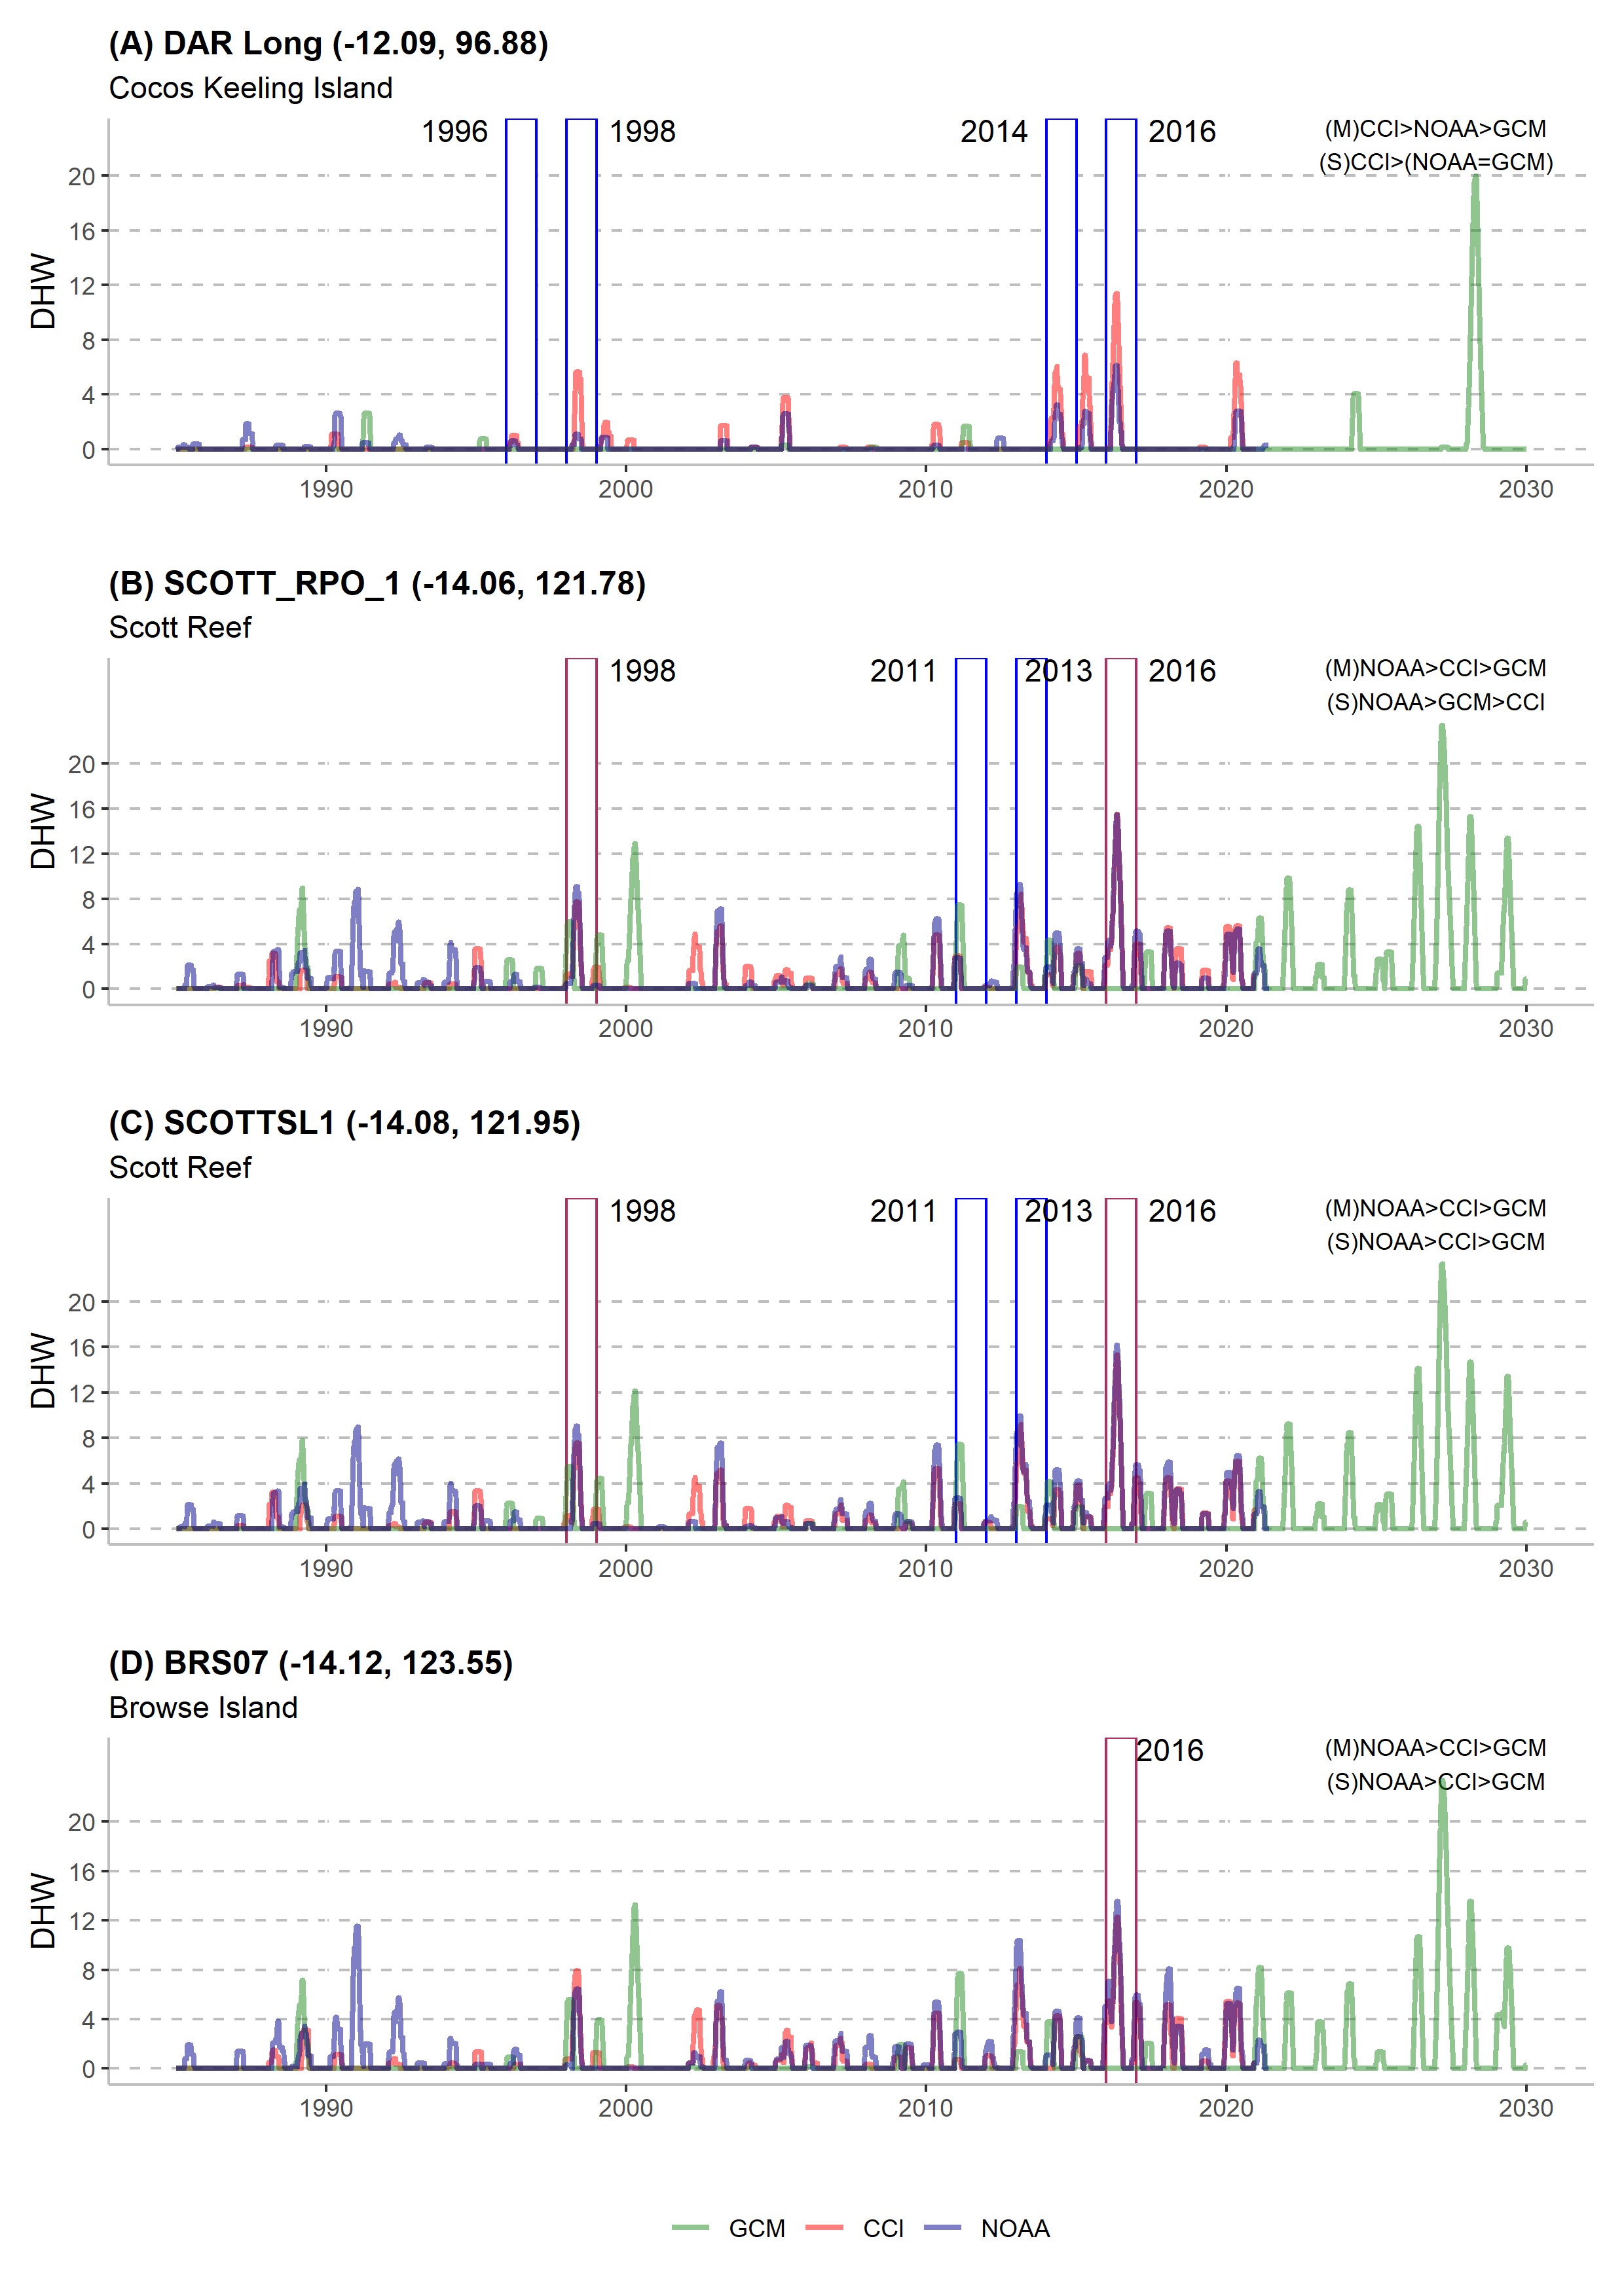 (A) DAR Long (-12.09, 96.88)
Cocos Keeling Island
1996 1998 2014 2016 (M)CCI>NOAA>GCM
(S)CCI>(NOAA=GCM)
DHW
20
16
12
8
4
0
1990 2000 2010 2020 2030
(B) SCOTT_RPO_1 (-14.06, 121.78)
Scott Reef
1998 2011 2013 2016 (M)NOAA>CCI>GCM
(S)NOAA>GCM>CCI
DHW
20
16
12
8
4
0
1990 2000 2010 2020 2030
(C) SCOTTSL1 (-14.08, 121.95)
Scott Reef
1998 2011 2013 2016 (M)NOAA>CCI>GCM
(S)NOAA>CCI>GCM
DHW
20
16
12
8
4
0
1990 2000 2010 2020 2030
(D) BRS07 (-14.12, 123.55)
Browse Island
2016 (M)NOAA>CCI>GCM
(S)NOAA>CCI>GCM
DHW
20
16
12
8
4
0
1990 2000 2010 2020 2030
GCM CCI NOAA